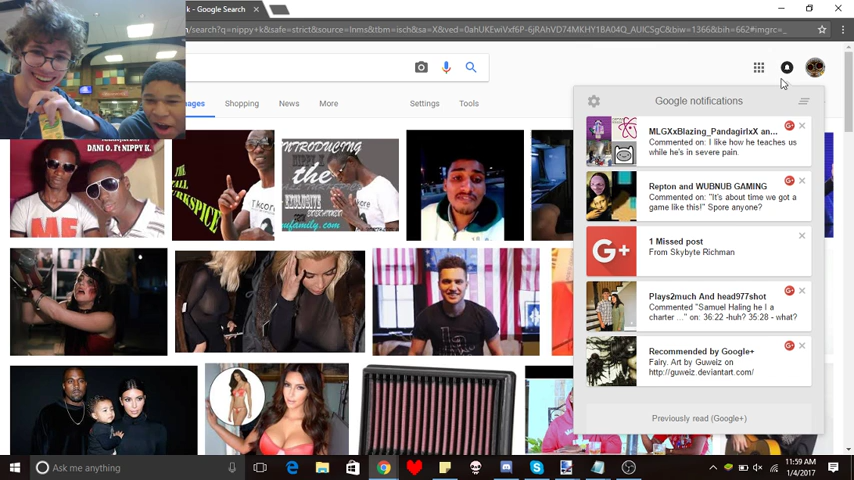 k - Google Search
/search?q=nippy+k&safe=strict&source=lnms&tbm=isch&sa=X&ved=0ahUKEwiVxf6P-6jRAhVD74MKHY1BA04Q_AUICSgC&biw=1366&bih=662#imgrc=_
ages
Shopping
News
More
Settings
Tools
Google notifications
MLGXxBlazing_PandagirlxX an...
Commented on: I like how he teaches us
while he's in severe pain.
Repton and WUBNUB GAMING
Commented on: "It's about time we got a
game like this!" Spore anyone?
G+
1 Missed post
From Skybyte Richman
Plays2much And head977shot
Commented "Samuel Haling he I a
charter ..." on: 36:22 -huh? 35:28 - what?
Recommended by Google+
Fairy. Art by Guweiz on
http://guweiz.deviantart.com/
Previously read (Google+)
DANI O. Ft NIPPY K.
INTRODUCING
the
Ask me anything
11:59 AM
1/4/2017